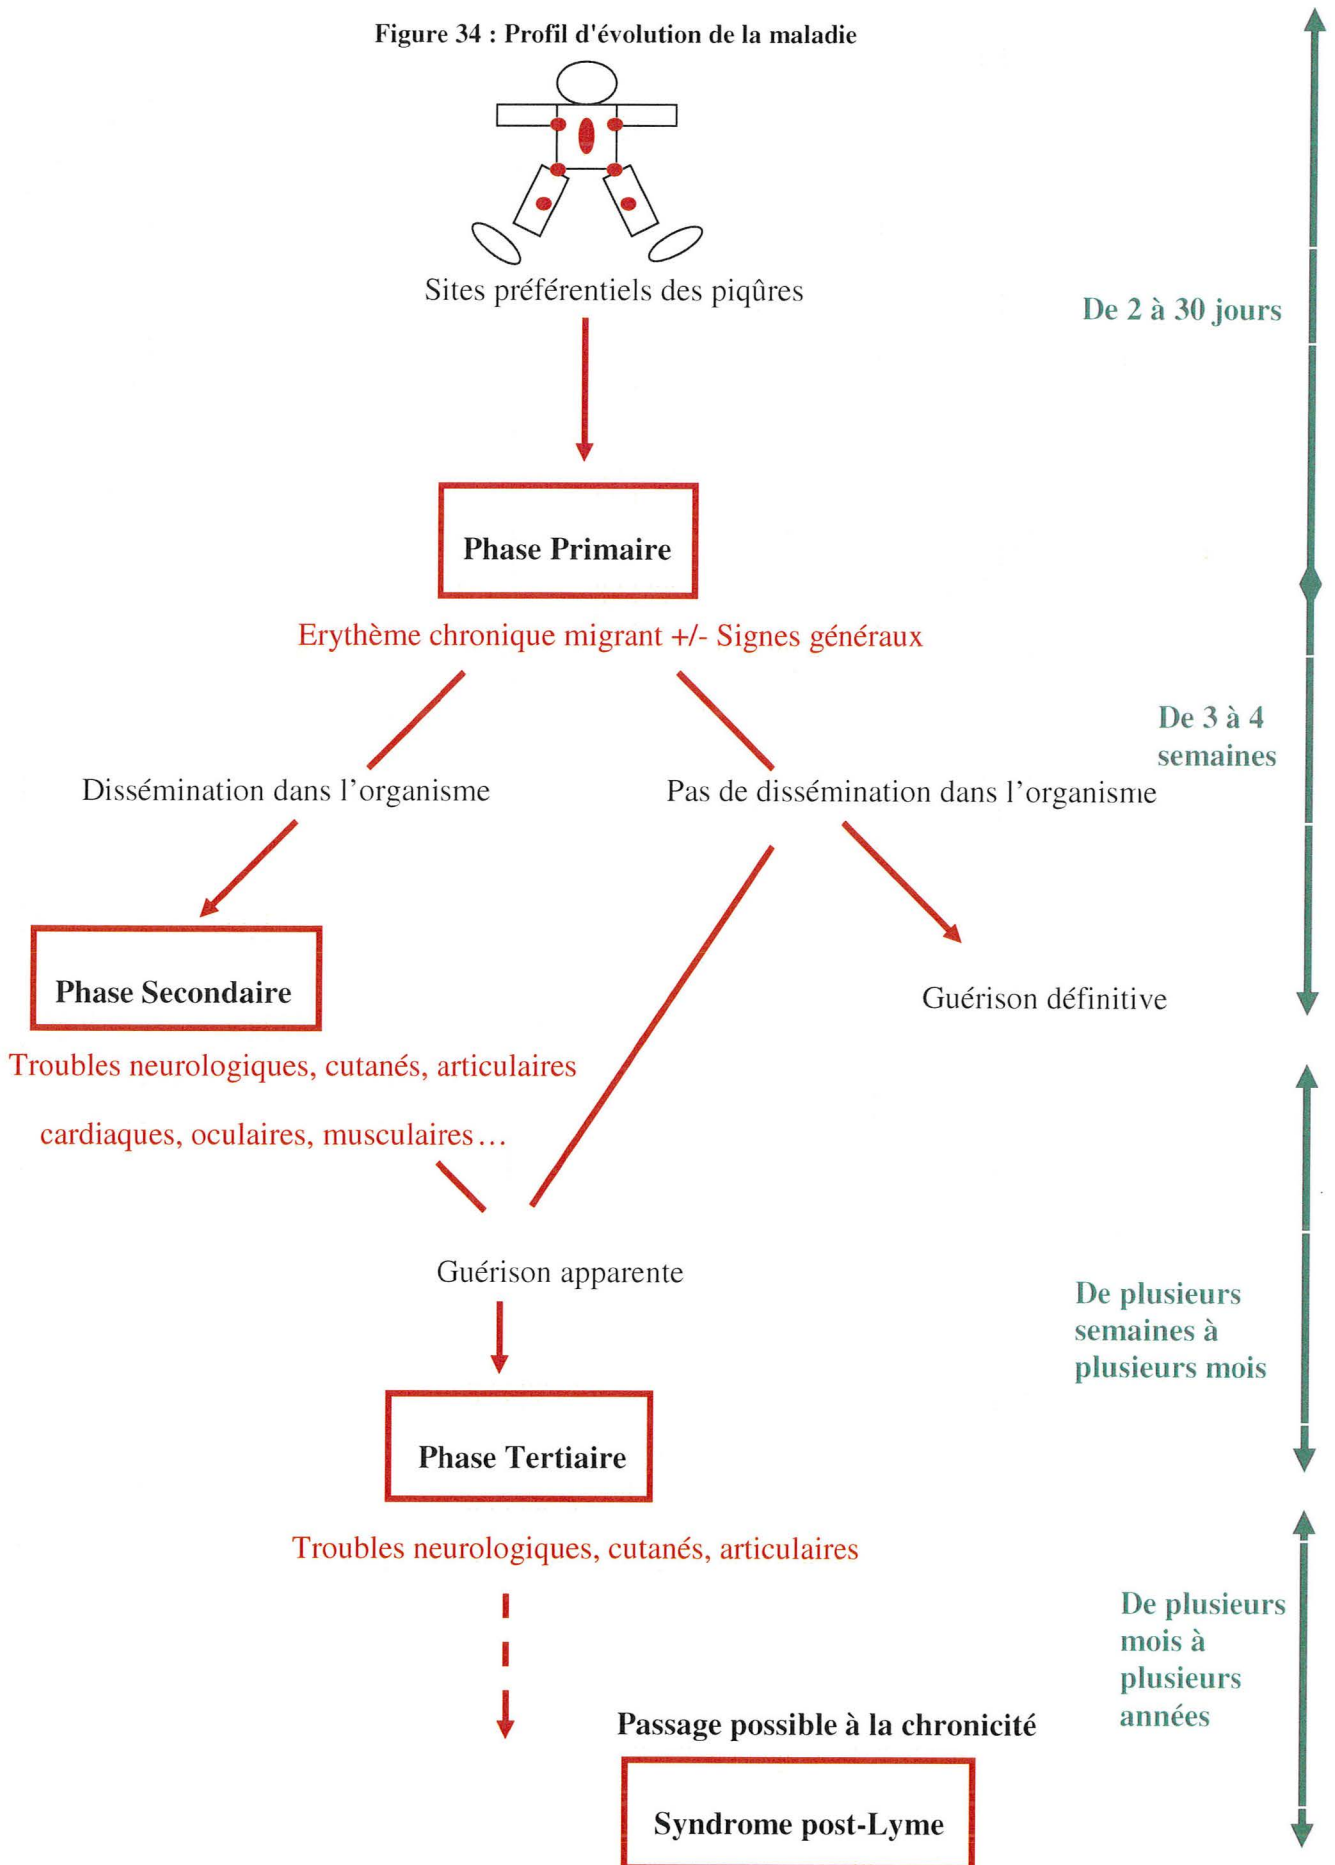 Figure 34 : Profil d'évolution de la maladie
Sites préférentiels des piqûres
De 2 à 30 jours
Phase Primaire
Erythème chronique migrant +/- Signes généraux
De 3 à 4
semaines
Dissémination dans l'organisme
Pas de dissémination dans l'organisme
Phase Secondaire
Guérison définitive
Troubles neurologiques, cutanés, articulaires
cardiaques, oculaires, musculaires…
Guérison apparente
De plusieurs
semaines à
plusieurs mois
Phase Tertiaire
Troubles neurologiques, cutanés, articulaires
De plusieurs
mois à
plusieurs
années
Passage possible à la chronicité
Syndrome post-Lyme